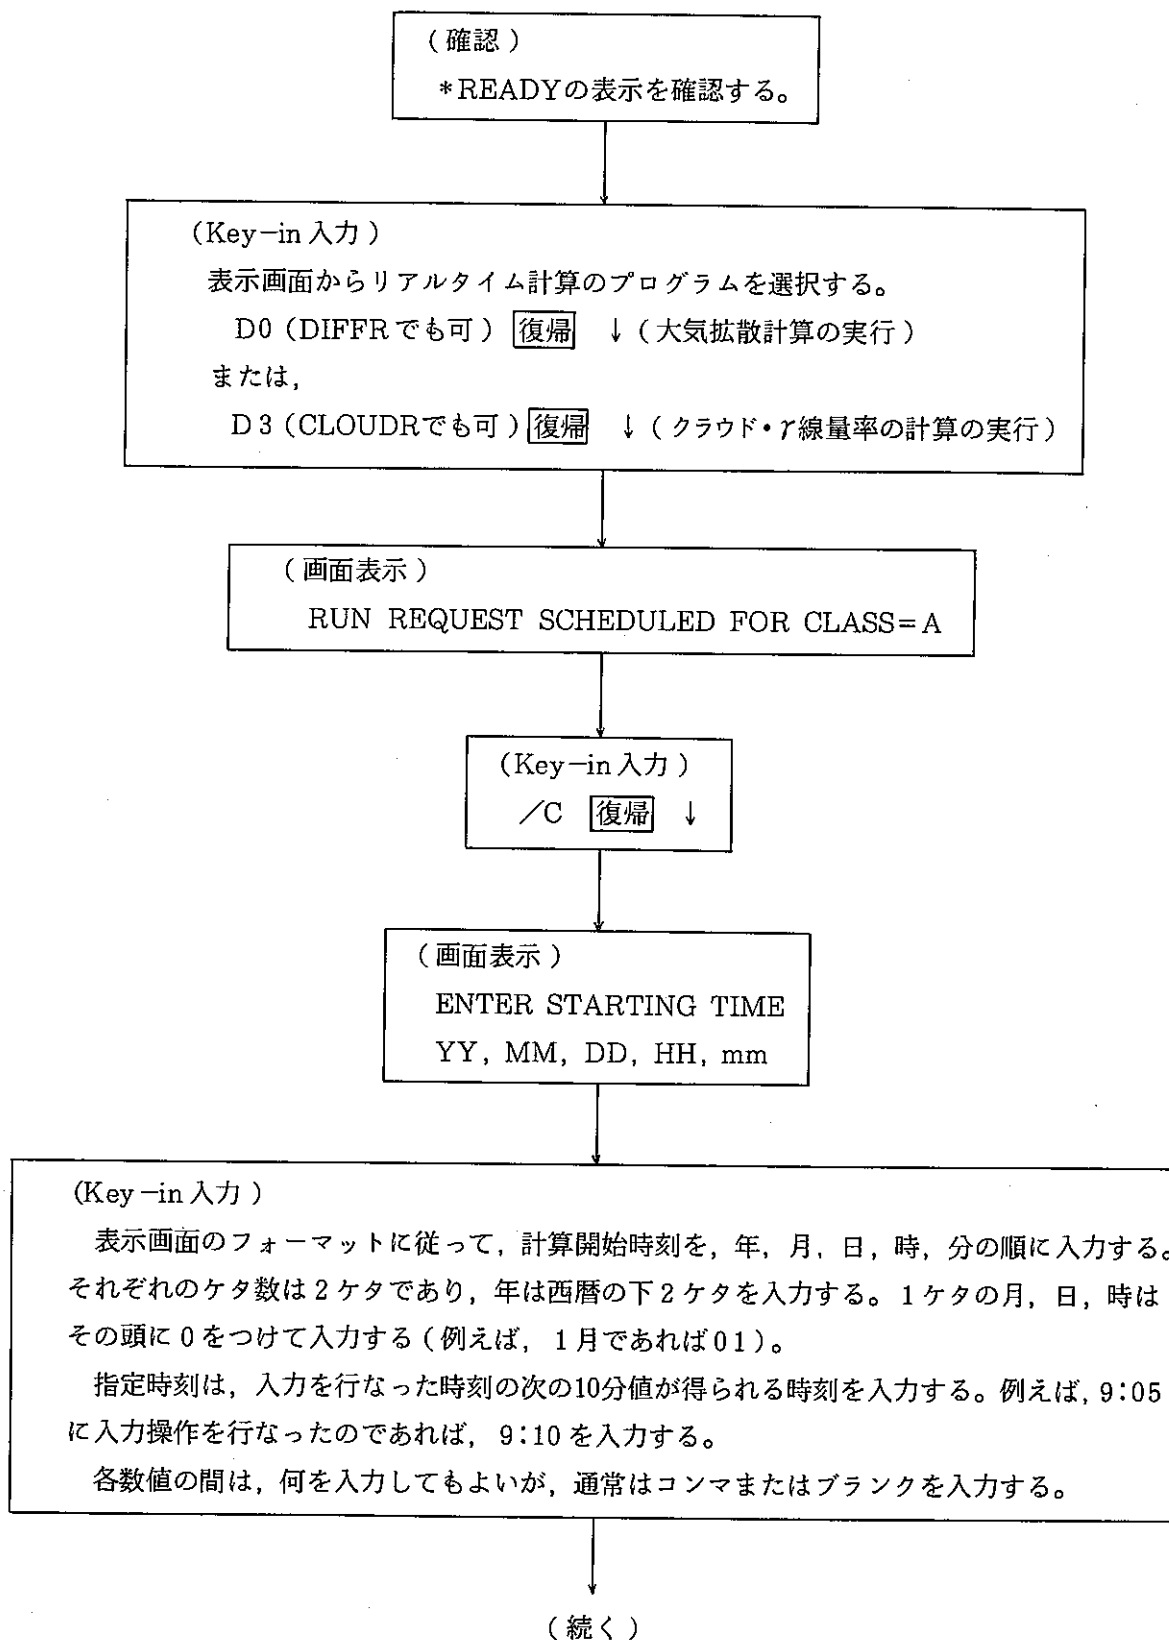 (確認)
*READYの表示を確認する。
(Key-in入力)
表示画面からリアルタイム計算のプログラムを選択する。
D0 (DIFFRでも可) 復帰 ↓(大気拡散計算の実行)
または,
D3 (CLOUDRでも可) 復帰 ↓(クラウド・γ線量率の計算の実行)
(画面表示)
RUN REQUEST SCHEDULED FOR CLASS=A
(Key-in入力)
/C 復帰 ↓
(画面表示)
ENTER STARTING TIME
YY, MM, DD, HH, mm
(Key-in入力)
表示画面のフォーマットに従って, 計算開始時刻を, 年, 月, 日, 時, 分の順に入力する。
それぞれのケタ数は2ケタであり, 年は西暦の下2ケタを入力する。1ケタの月, 日, 時は
その頭に0をつけて入力する(例えば, 1月であれば01)。
指定時刻は, 入力を行なった時刻の次の10分値が得られる時刻を入力する。例えば, 9:05
に入力操作を行なったのであれば, 9:10を入力する。
各数値の間は, 何を入力してもよいが, 通常はコンマまたはブランクを入力する。
(続く)